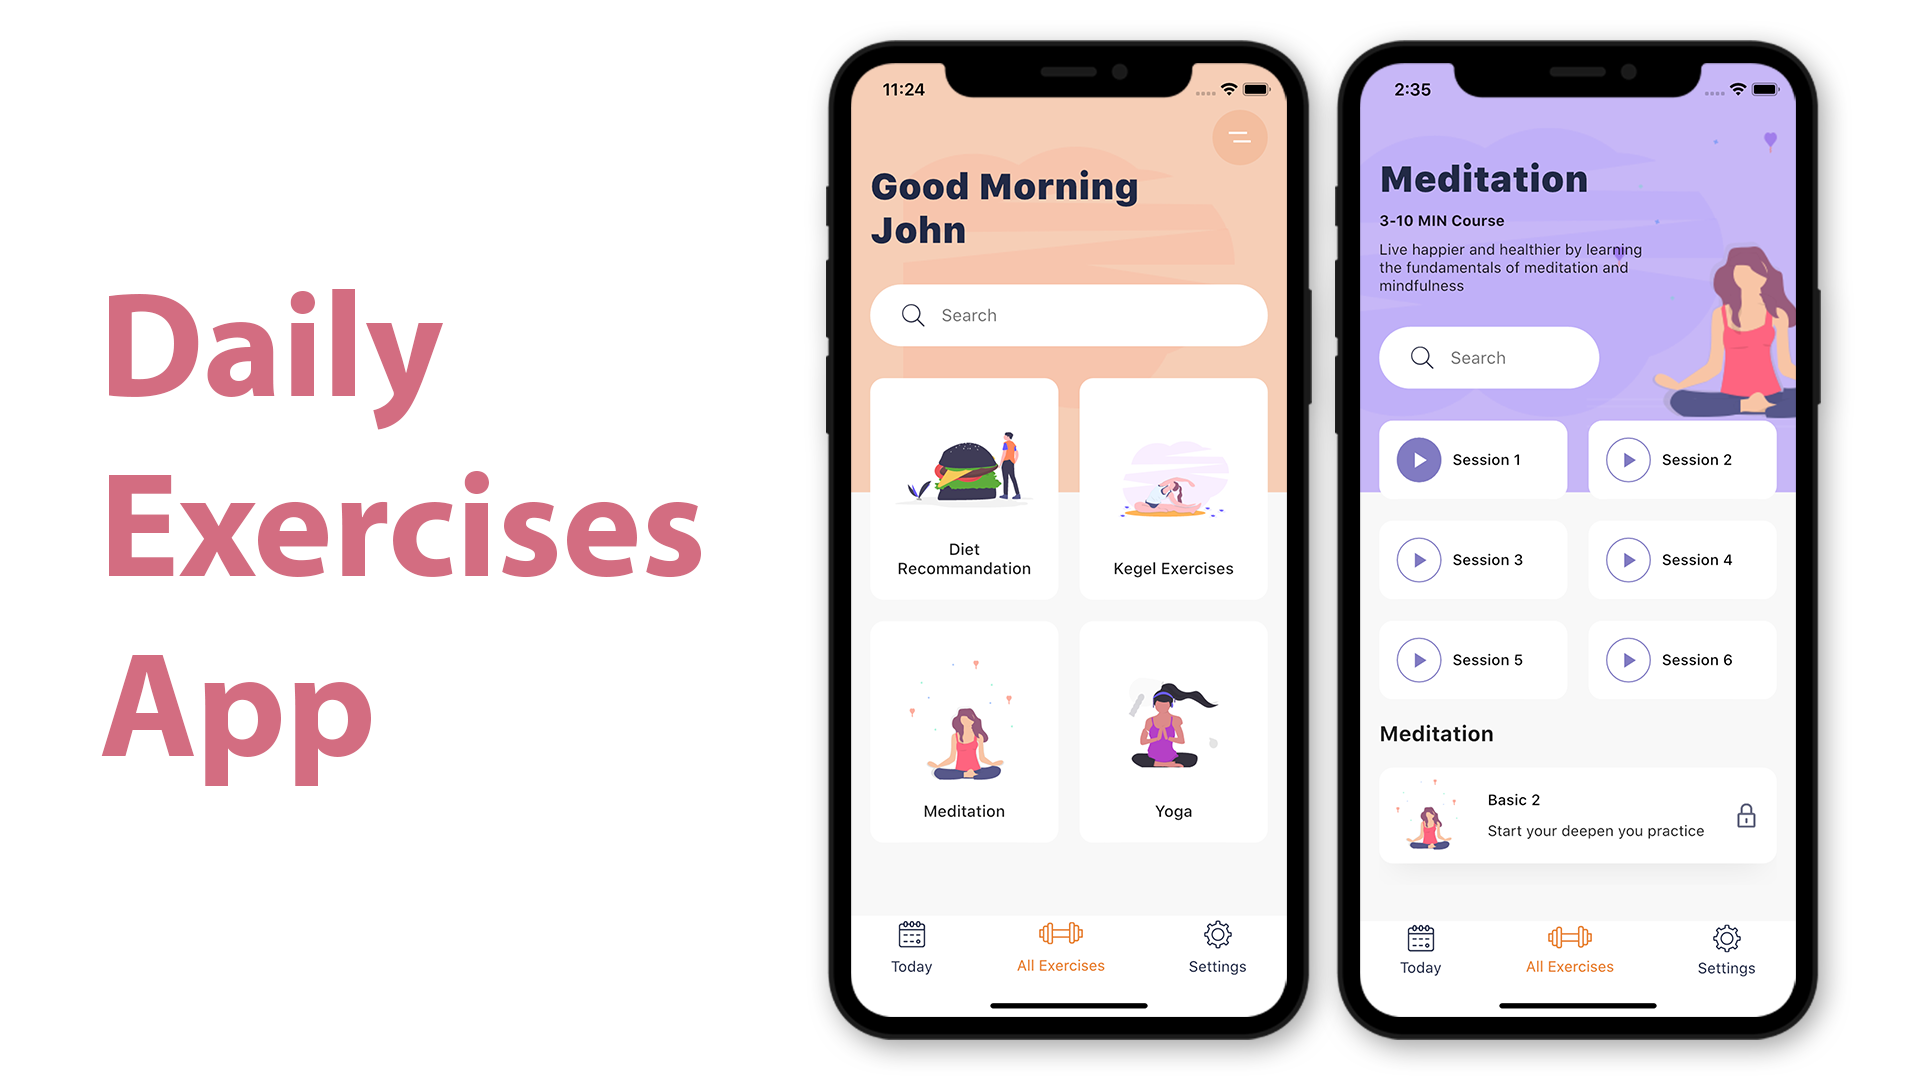 Daily
Exercises
App
11:24
Good Morning
John
Search
Diet
Recommandation
Kegel Exercises
Meditation
Yoga
Today
All Exercises
Settings
2:35
Meditation
3-10 MIN Course
Live happier and healthier by learning
the fundamentals of meditation and
mindfulness
Search
Session 1
Session 2
Session 3
Session 4
Session 5
Session 6
Meditation
Basic 2
Start your deepen you practice
Today
All Exercises
Settings